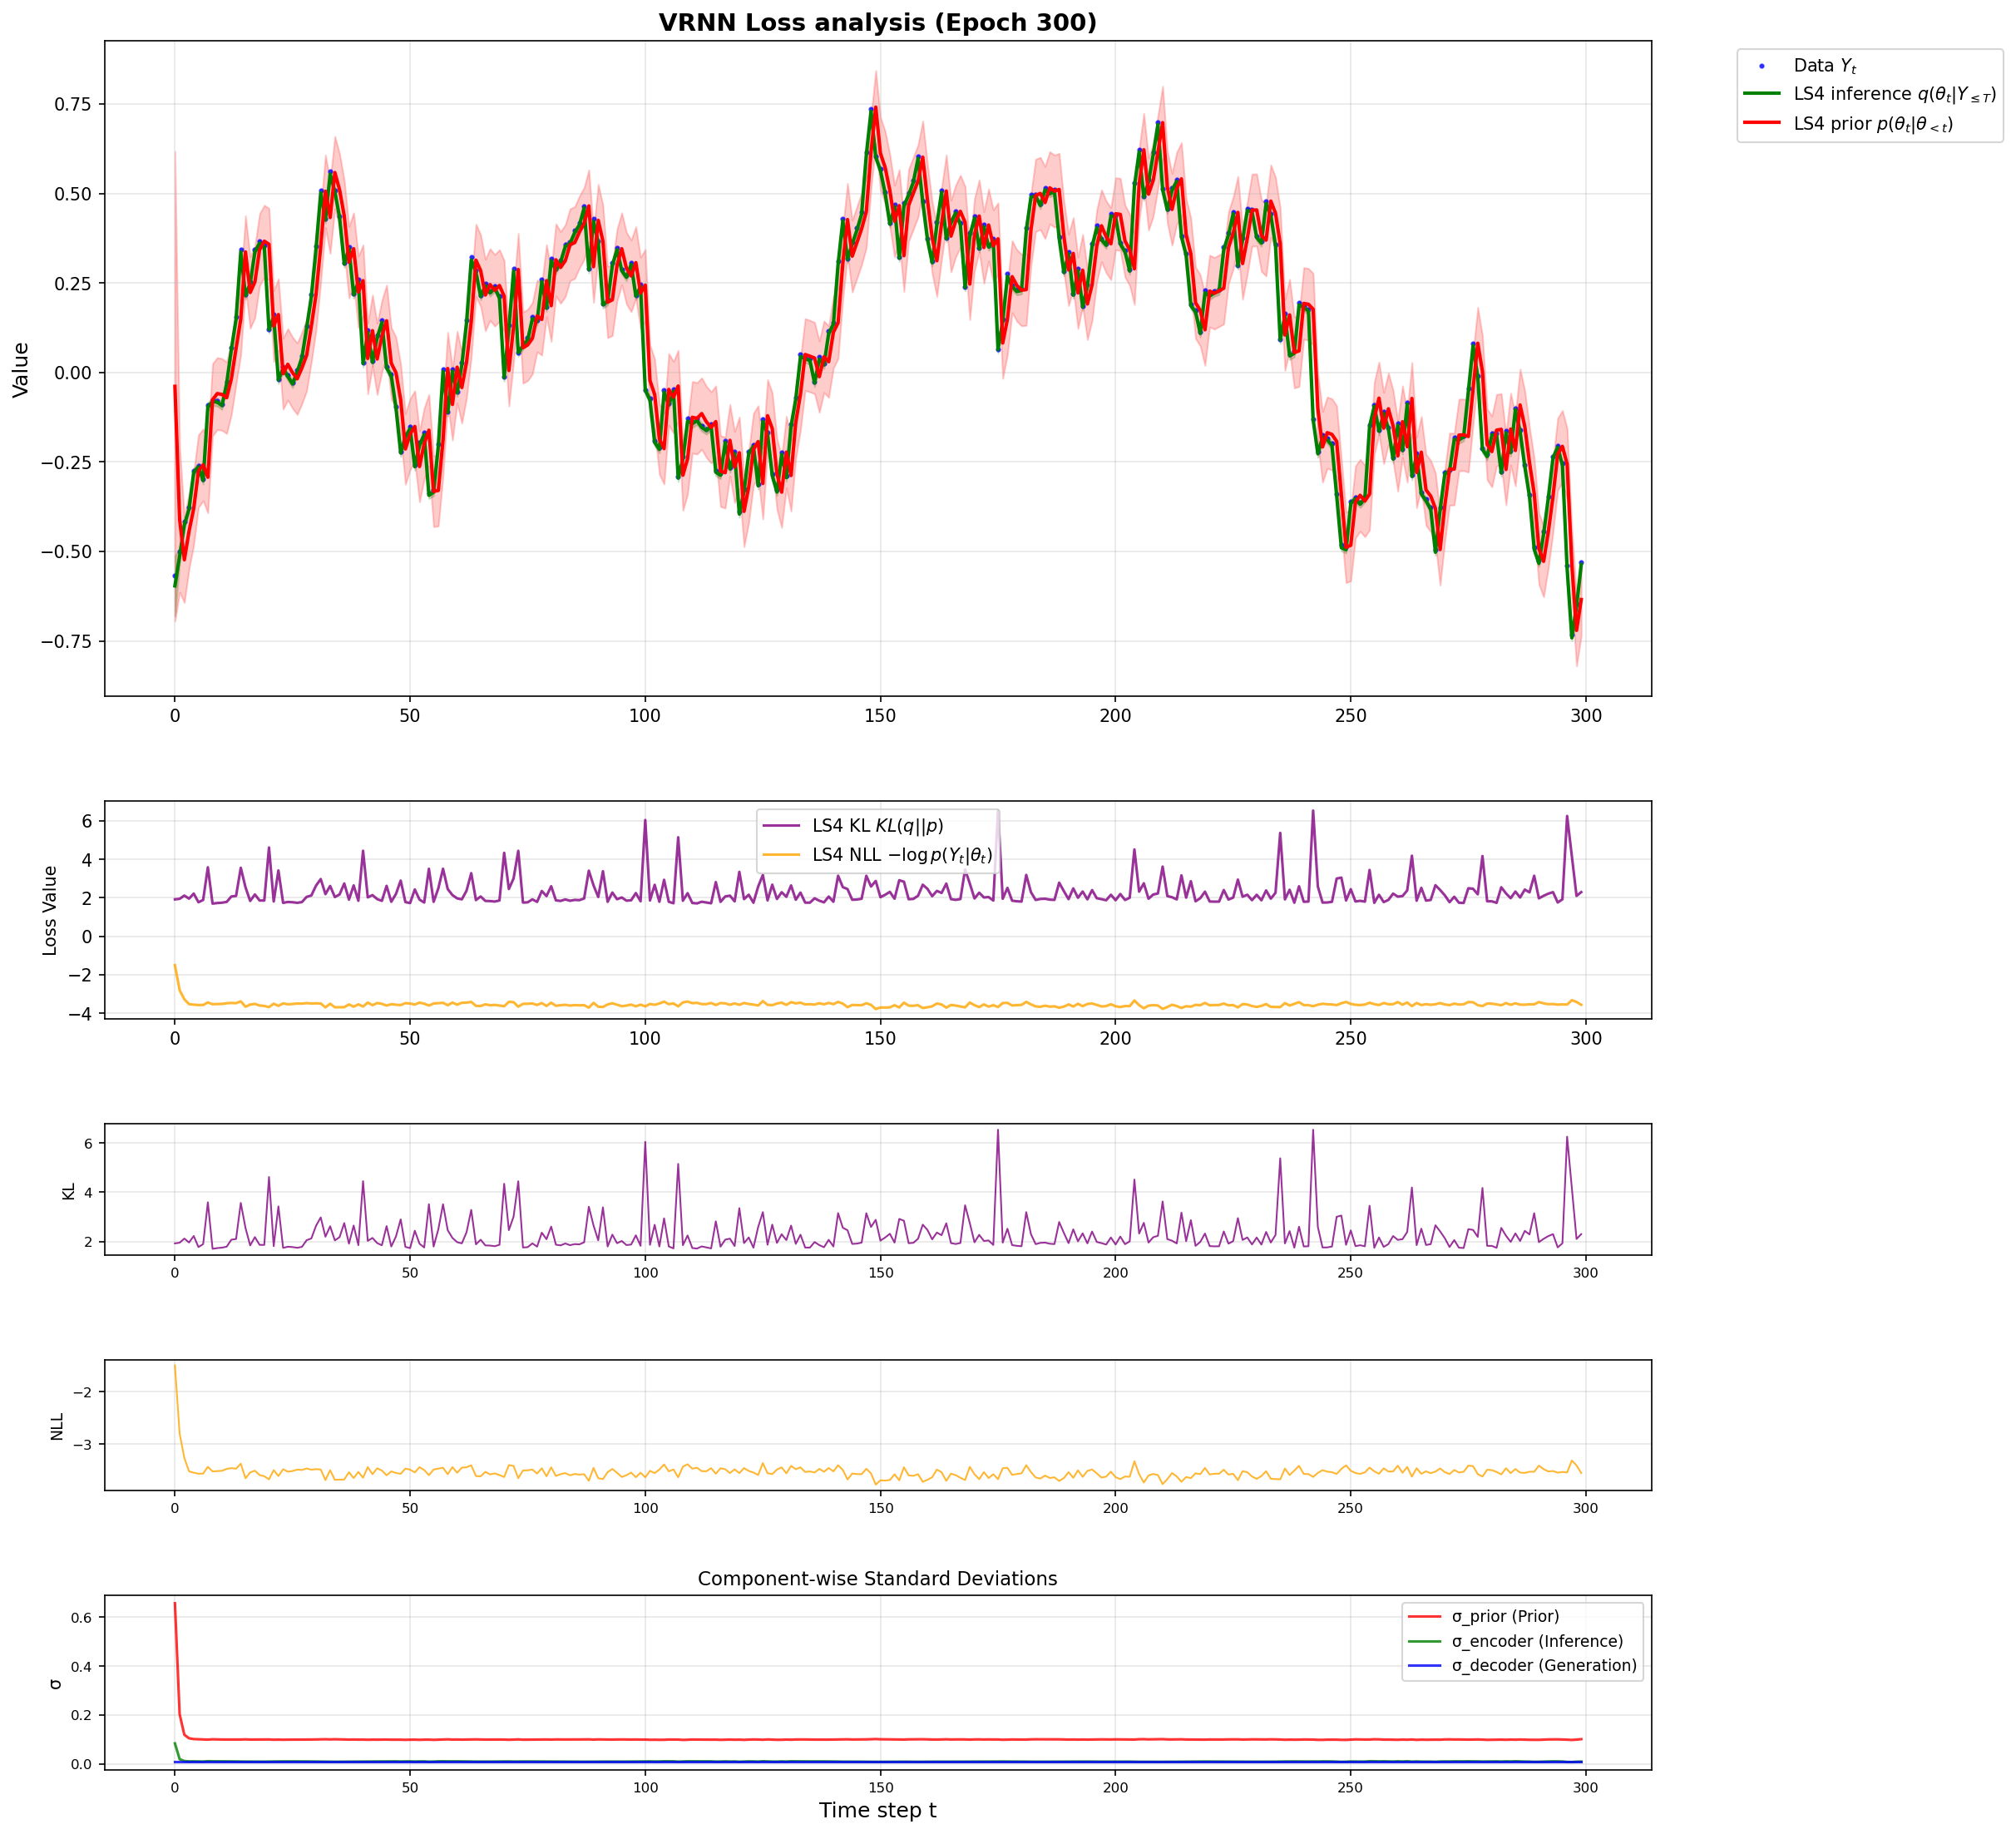 VRNN Loss analysis (Epoch 300)
Data Y_t
LS4 inference q(θ_t|Y_{≤T})
LS4 prior p(θ_t|θ_{<t})
Value
0.75
0.50
0.25
0.00
−0.25
−0.50
−0.75
0 50 100 150 200 250 300
Loss Value
6
4
2
0
−2
−4
LS4 KL KL(q||p)
LS4 NLL −log p(Y_t|θ_t)
0 50 100 150 200 250 300
KL
6
4
2
0 50 100 150 200 250 300
NLL
−2
−3
0 50 100 150 200 250 300
Component-wise Standard Deviations
σ
0.6
0.4
0.2
0.0
σ_prior (Prior)
σ_encoder (Inference)
σ_decoder (Generation)
0 50 100 150 200 250 300
Time step t